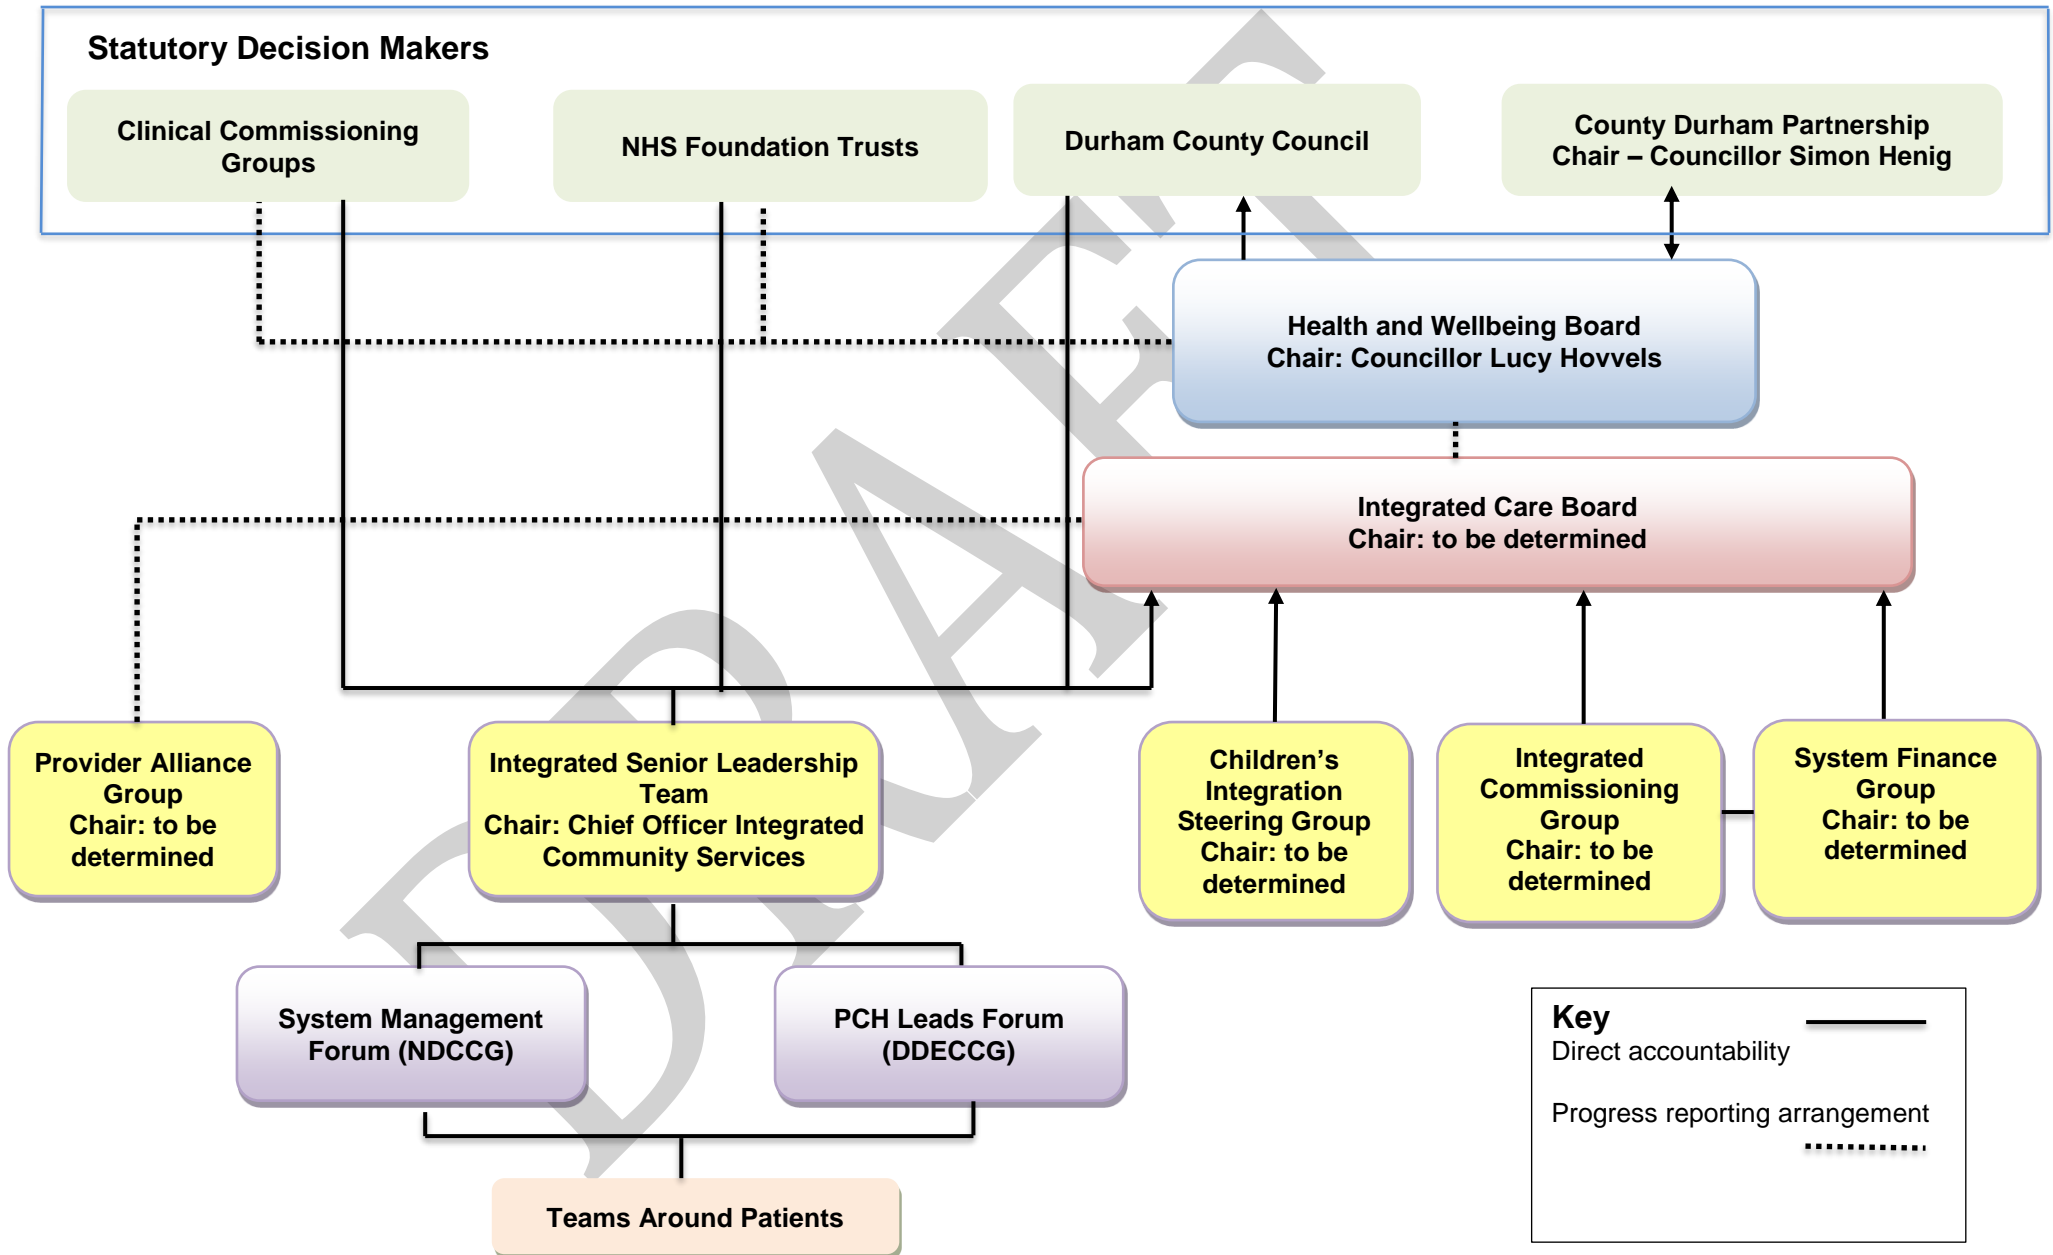 Statutory Decision Makers
Clinical Commissioning
Groups
NHS Foundation Trusts
Durham County Council
County Durham Partnership
Chair – Councillor Simon Henig
Health and Wellbeing Board
Chair: Councillor Lucy Hovvels
Integrated Care Board
Chair: to be determined
Provider Alliance
Group
Chair: to be
determined
Integrated Senior Leadership
Team
Chair: Chief Officer Integrated
Community Services
Children’s
Integration
Steering Group
Chair: to be
determined
Integrated
Commissioning
Group
Chair: to be
determined
System Finance
Group
Chair: to be
determined
System Management
Forum (NDCCG)
PCH Leads Forum
(DDECCG)
Teams Around Patients
Key
Direct accountability
Progress reporting arrangement
DRAFT